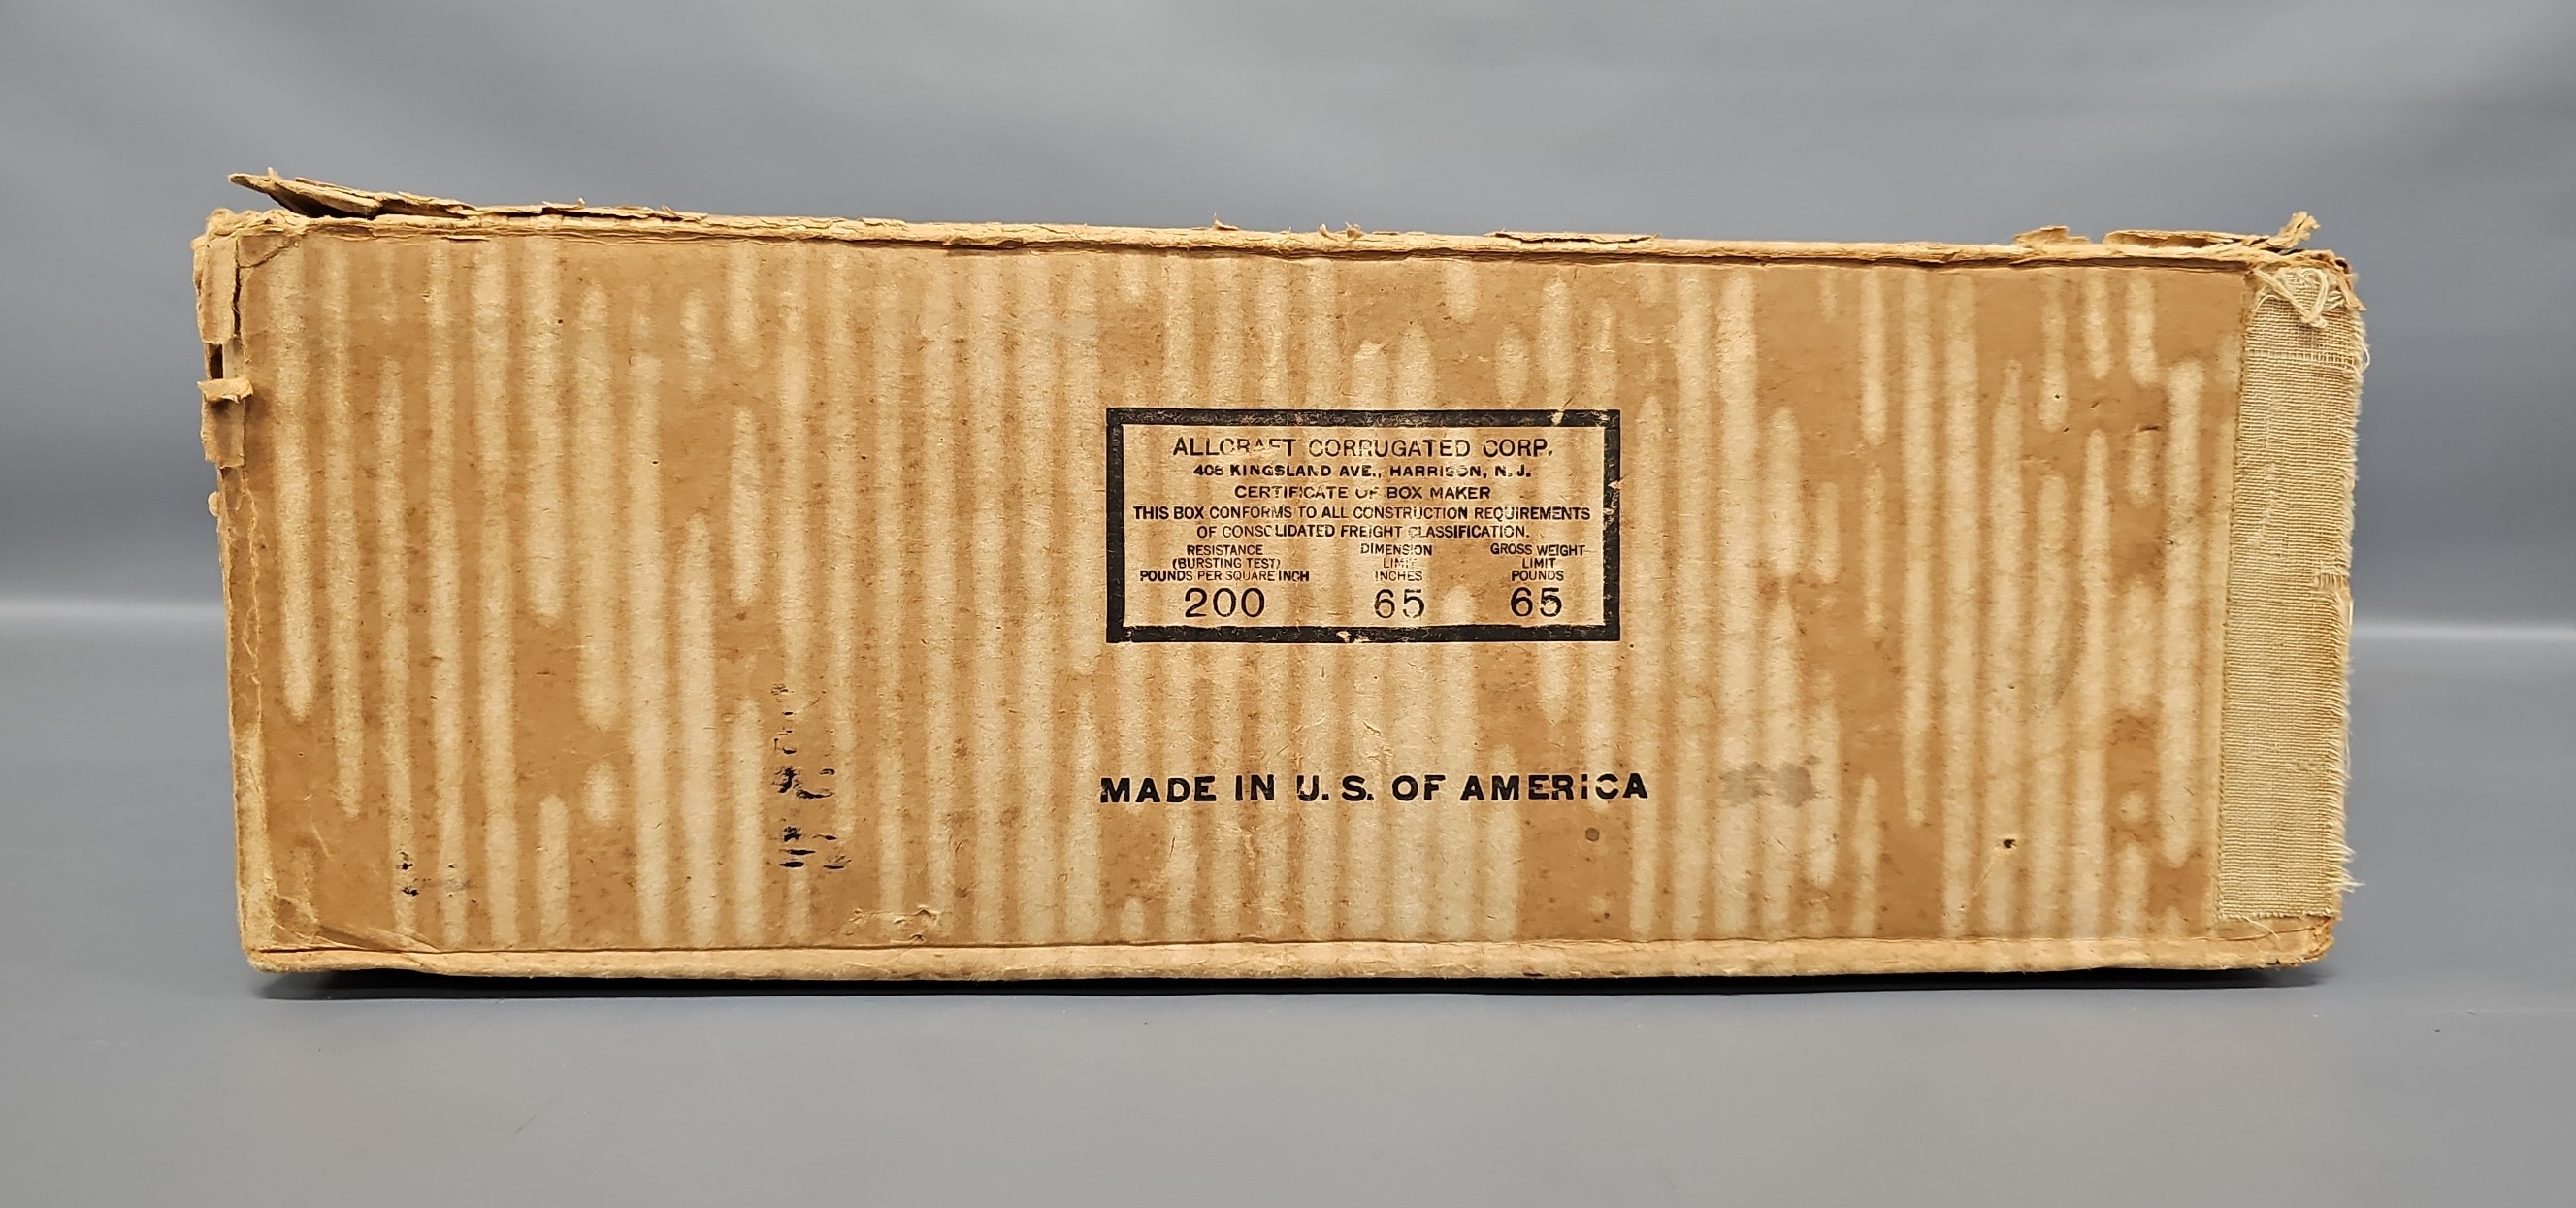 ALLCRAFT CORRUGATED CORP.
406 KINGSLAND AVE., HARRISON, N. J.
CERTIFICATE OF BOX MAKER
THIS BOX CONFORMS TO ALL CONSTRUCTION REQUIREMENTS
OF CONSOLIDATED FREIGHT CLASSIFICATION.
RESISTANCE DIMENSION GROSS WEIGHT
(BURSTING TEST) LIMIT LIMIT
POUNDS PER SQUARE INCH INCHES POUNDS
200 65 65
MADE IN U. S. OF AMERICA